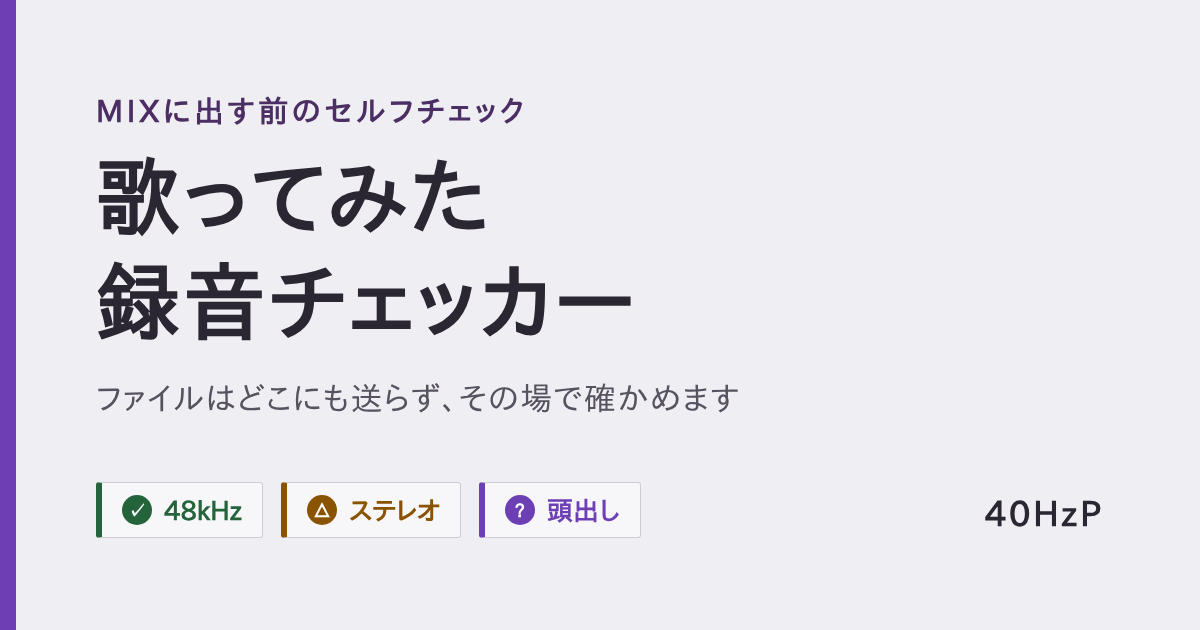 MIXに出す前のセルフチェック
歌ってみた
録音チェッカー
ファイルはどこにも送らず、その場で確かめます
✓ 48kHz
△ ステレオ
? 頭出し
40HzP